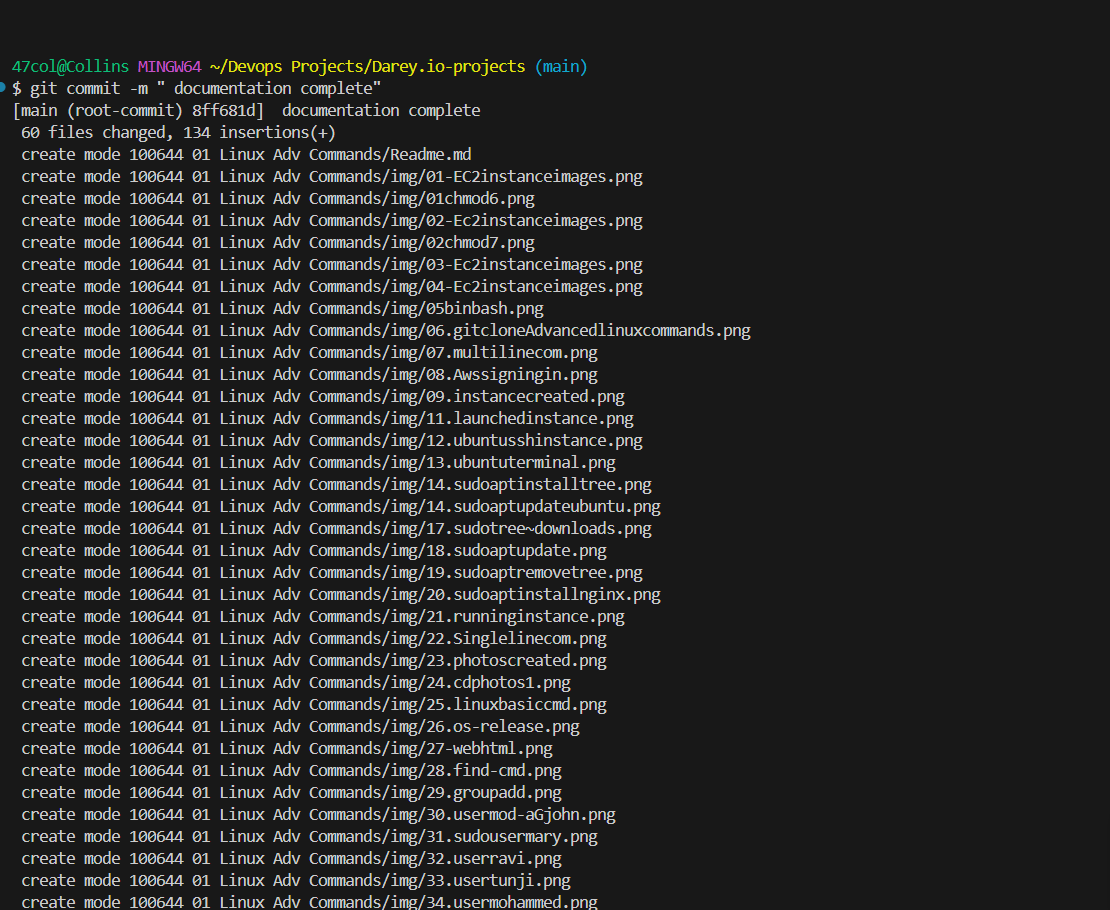 47col@Collins MINGW64 ~/Devops Projects/Darey.io-projects (main)
$ git commit -m " documentation complete"
[main (root-commit) 8ff681d]  documentation complete
 60 files changed, 134 insertions(+)
 create mode 100644 01 Linux Adv Commands/Readme.md
 create mode 100644 01 Linux Adv Commands/img/01-EC2instanceimages.png
 create mode 100644 01 Linux Adv Commands/img/01chmod6.png
 create mode 100644 01 Linux Adv Commands/img/02-Ec2instanceimages.png
 create mode 100644 01 Linux Adv Commands/img/02chmod7.png
 create mode 100644 01 Linux Adv Commands/img/03-Ec2instanceimages.png
 create mode 100644 01 Linux Adv Commands/img/04-Ec2instanceimages.png
 create mode 100644 01 Linux Adv Commands/img/05binbash.png
 create mode 100644 01 Linux Adv Commands/img/06.gitcloneAdvancedlinuxcommands.png
 create mode 100644 01 Linux Adv Commands/img/07.multilinecom.png
 create mode 100644 01 Linux Adv Commands/img/08.Awssigningin.png
 create mode 100644 01 Linux Adv Commands/img/09.instancecreated.png
 create mode 100644 01 Linux Adv Commands/img/11.launchedinstance.png
 create mode 100644 01 Linux Adv Commands/img/12.ubuntusshinstance.png
 create mode 100644 01 Linux Adv Commands/img/13.ubuntuterminal.png
 create mode 100644 01 Linux Adv Commands/img/14.sudoaptinstalltree.png
 create mode 100644 01 Linux Adv Commands/img/14.sudoaptupdateubuntu.png
 create mode 100644 01 Linux Adv Commands/img/17.sudotree~downloads.png
 create mode 100644 01 Linux Adv Commands/img/18.sudoaptupdate.png
 create mode 100644 01 Linux Adv Commands/img/19.sudoaptremovetree.png
 create mode 100644 01 Linux Adv Commands/img/20.sudoaptinstallnginx.png
 create mode 100644 01 Linux Adv Commands/img/21.runninginstance.png
 create mode 100644 01 Linux Adv Commands/img/22.Singlelinecom.png
 create mode 100644 01 Linux Adv Commands/img/23.photoscreated.png
 create mode 100644 01 Linux Adv Commands/img/24.cdphotos1.png
 create mode 100644 01 Linux Adv Commands/img/25.linuxbasiccmd.png
 create mode 100644 01 Linux Adv Commands/img/26.os-release.png
 create mode 100644 01 Linux Adv Commands/img/27-webhtml.png
 create mode 100644 01 Linux Adv Commands/img/28.find-cmd.png
 create mode 100644 01 Linux Adv Commands/img/29.groupadd.png
 create mode 100644 01 Linux Adv Commands/img/30.usermod-aGjohn.png
 create mode 100644 01 Linux Adv Commands/img/31.sudousermary.png
 create mode 100644 01 Linux Adv Commands/img/32.userravi.png
 create mode 100644 01 Linux Adv Commands/img/33.usertunji.png
 create mode 100644 01 Linux Adv Commands/img/34.usermohammed.png